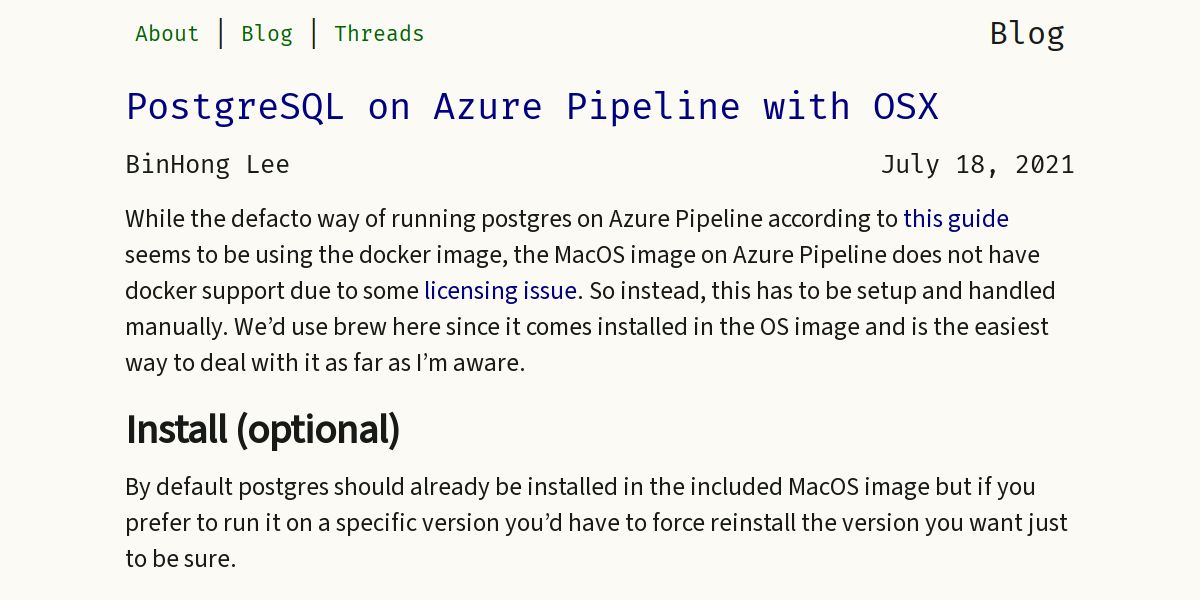 About | Blog | Threads Blog
PostgreSQL on Azure Pipeline with OSX
BinHong Lee July 18, 2021
While the defacto way of running postgres on Azure Pipeline according to this guide
seems to be using the docker image, the MacOS image on Azure Pipeline does not have
docker support due to some licensing issue. So instead, this has to be setup and handled
manually. We’d use brew here since it comes installed in the OS image and is the easiest
way to deal with it as far as I’m aware.
Install (optional)
By default postgres should already be installed in the included MacOS image but if you
prefer to run it on a specific version you’d have to force reinstall the version you want just
to be sure.